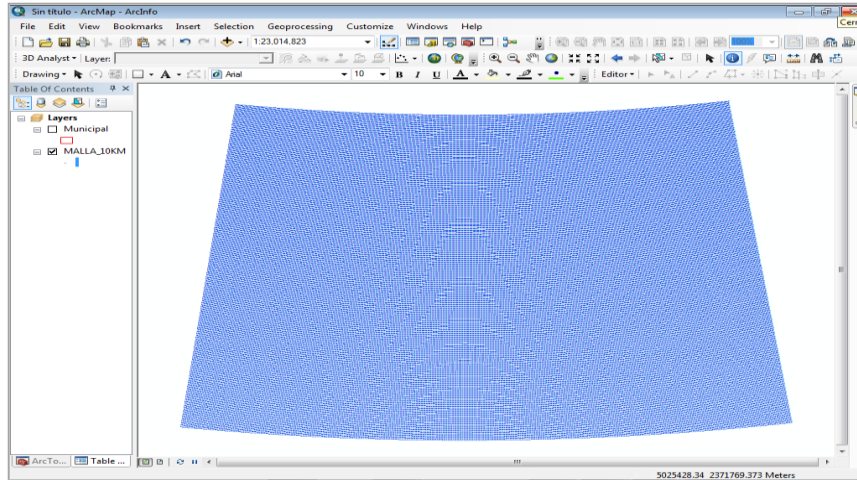 Sin título - ArcMap - ArcInfo
Cerr
File Edit View Bookmarks Insert Selection Geoprocessing Customize Windows Help
1:23,014,823
3D Analyst Layer:
Drawing A Arial 10 B I U A Editor
Table Of Contents
Layers
Municipal
MALLA_10KM
ArcTo... Table ...
5025428.34 2371769.373 Meters